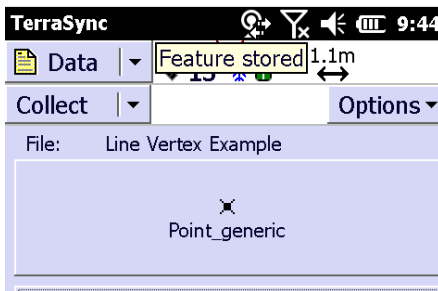 TerraSync 9:44
Data Feature stored 1.1m
Collect Options
File: Line Vertex Example
Point_generic